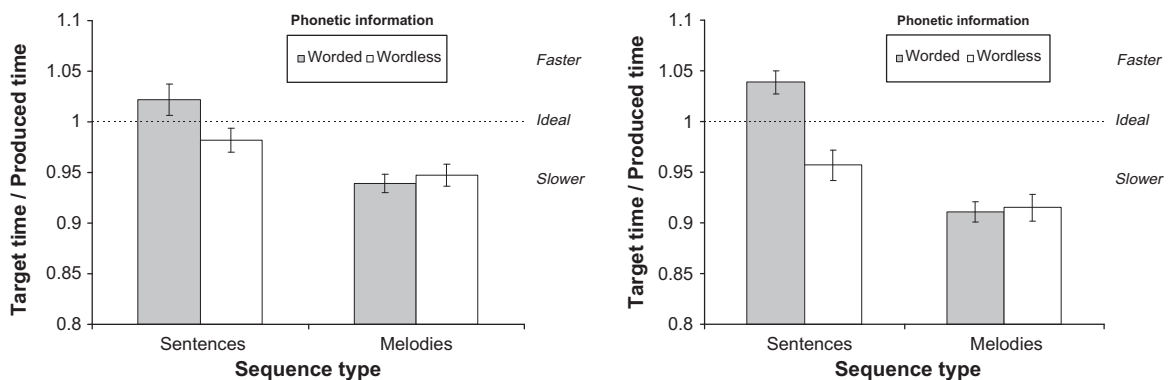 Target time / Produced time
1.1
1.05
1
0.95
0.9
0.85
0.8
Phonetic information
Worded Wordless
Faster
Ideal
Slower
Sentences Melodies
Sequence type
Target time / Produced time
1.1
1.05
1
0.95
0.9
0.85
0.8
Phonetic information
Worded Wordless
Faster
Ideal
Slower
Sentences Melodies
Sequence type